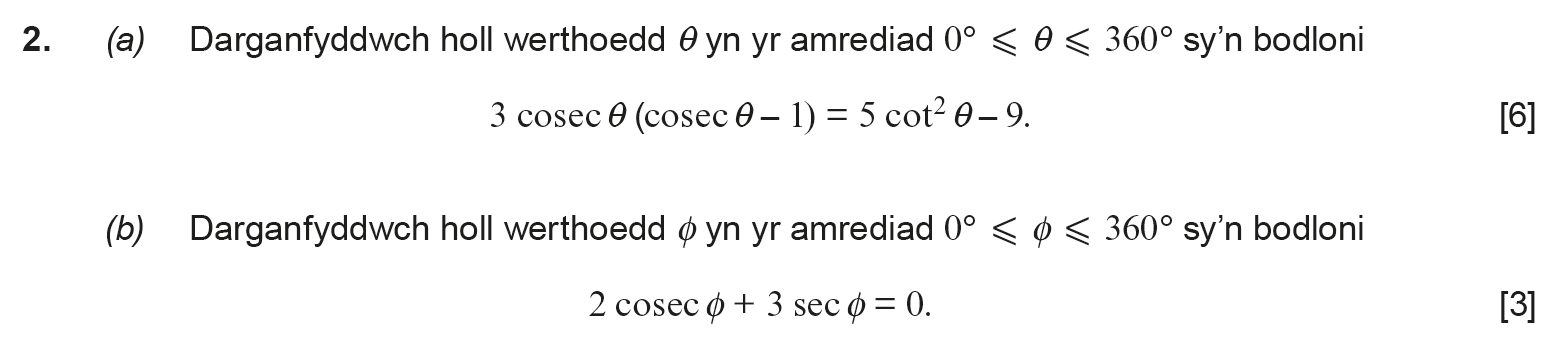 2. (a) Darganfyddwch holl werthoedd θ yn yr amrediad 0° ⩽ θ ⩽ 360° sy'n bodloni
3 cosec θ (cosec θ – 1) = 5 cot² θ – 9. [6]
(b) Darganfyddwch holl werthoedd ϕ yn yr amrediad 0° ⩽ ϕ ⩽ 360° sy'n bodloni
2 cosec ϕ + 3 sec ϕ = 0. [3]